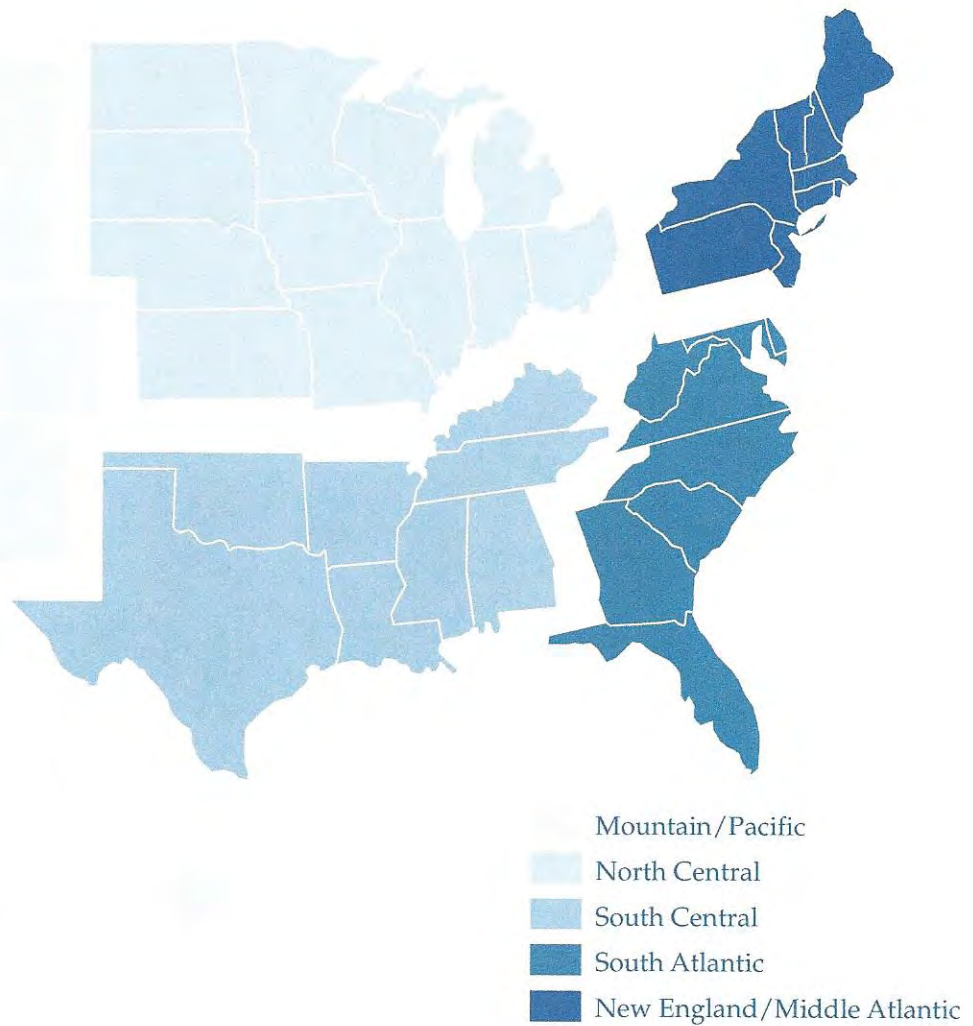 Mountain/Pacific
North Central
South Central
South Atlantic
New England/Middle Atlantic